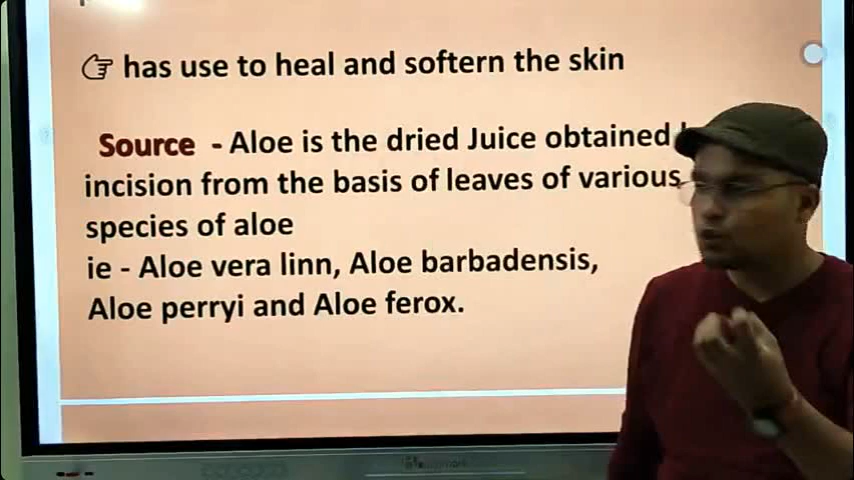 has use to heal and softern the skin
Source - Aloe is the dried Juice obtained
incision from the basis of leaves of various
species of aloe
ie - Aloe vera linn, Aloe barbadensis,
Aloe perryi and Aloe ferox.